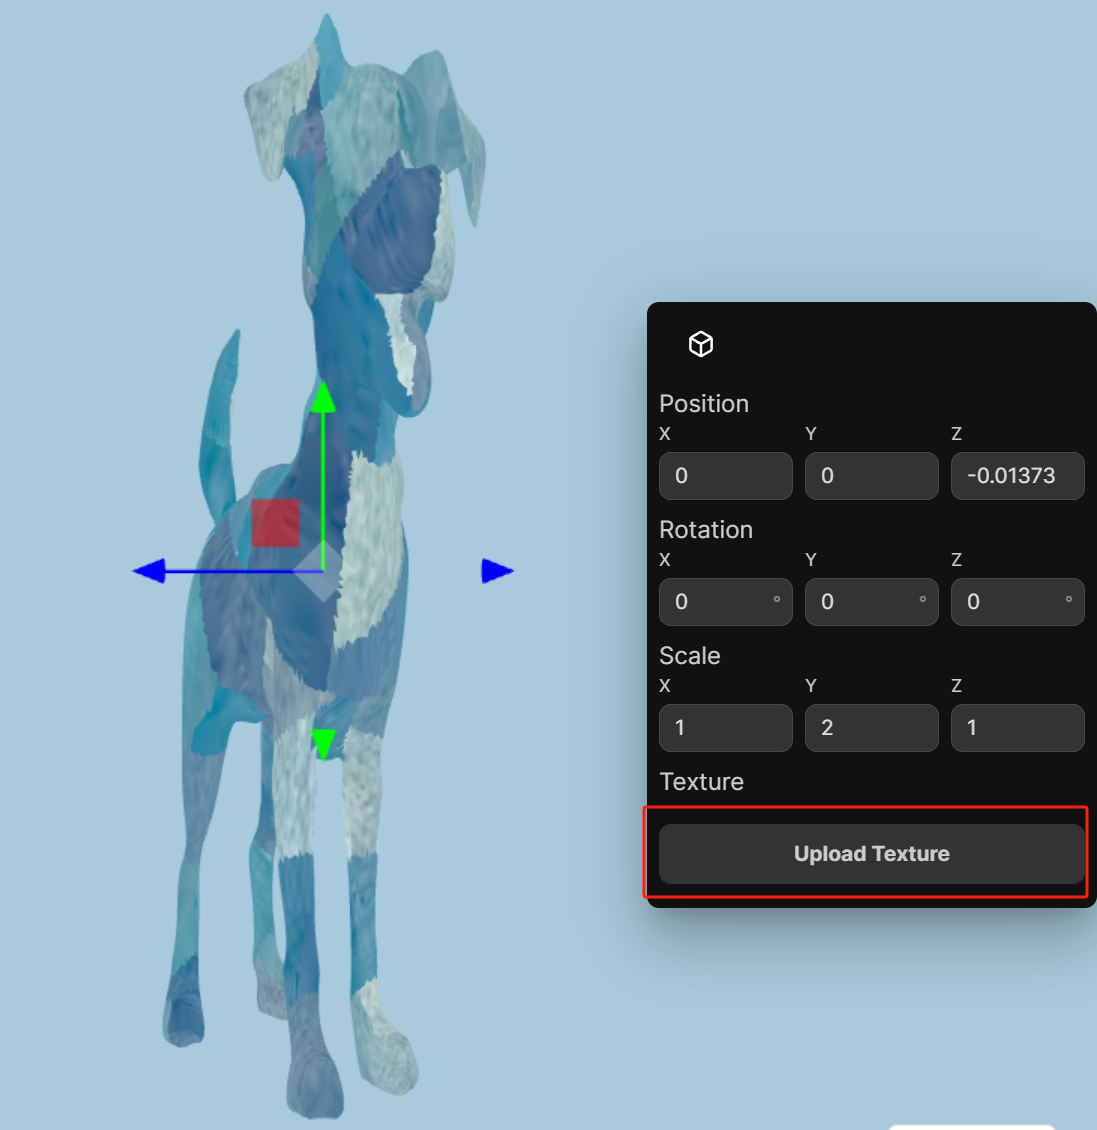 Position
X Y Z
0 0 -0.01373
Rotation
X Y Z
0 ° 0 ° 0 °
Scale
X Y Z
1 2 1
Texture
Upload Texture